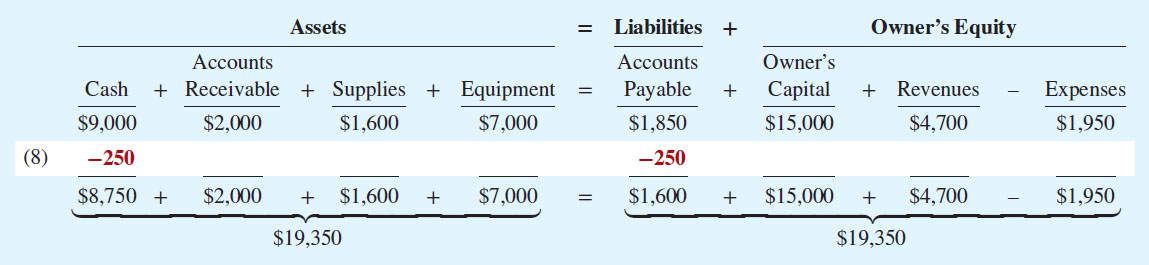 Assets = Liabilities + Owner's Equity
Accounts Accounts Owner's
Cash + Receivable + Supplies + Equipment = Payable + Capital + Revenues – Expenses
$9,000 $2,000 $1,600 $7,000 $1,850 $15,000 $4,700 $1,950
(8) –250 –250
$8,750 + $2,000 + $1,600 + $7,000 = $1,600 + $15,000 + $4,700 – $1,950
$19,350 $19,350